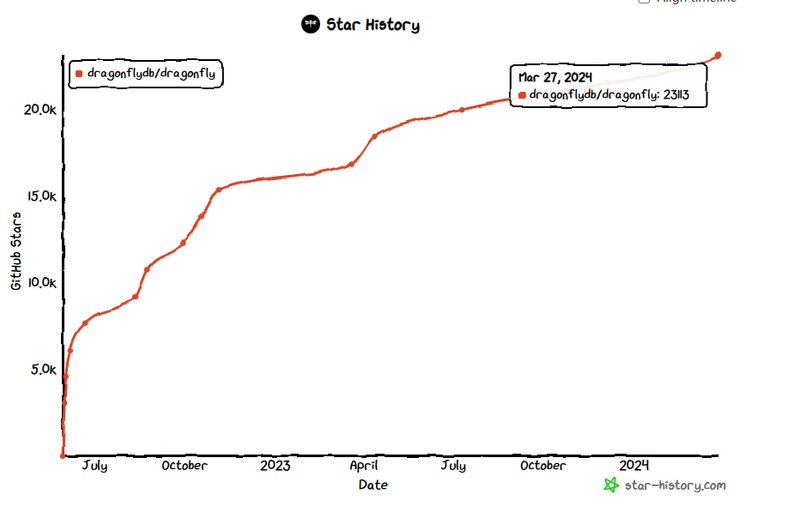 Star History
dragonflydb/dragonfly
Mar 27, 2024
dragonflydb/dragonfly: 23113
20.0k
15.0k
10.0k
5.0k
GitHub Stars
July
October
2023
April
July
October
2024
Date
star-history.com